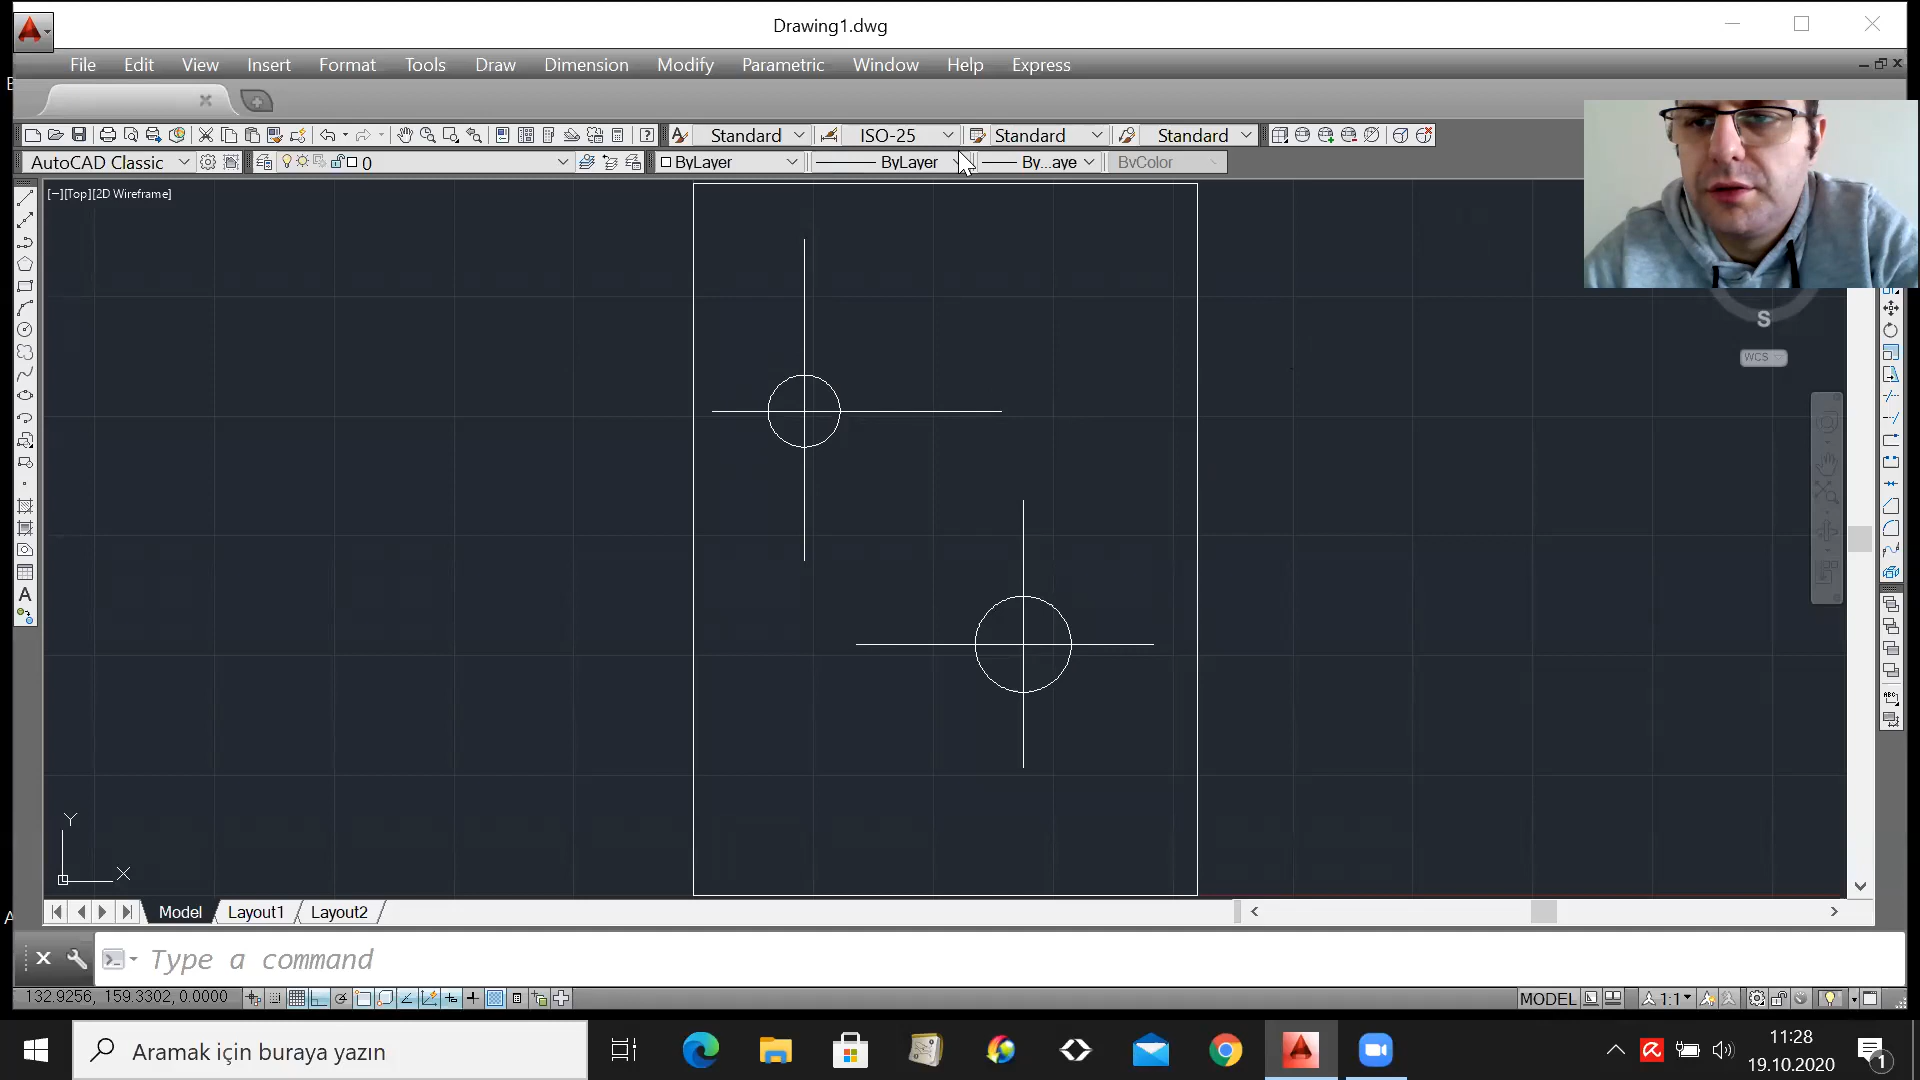 Drawing1.dwg
File Edit View Insert Format Tools Draw Dimension Modify Parametric Window Help Express
Standard ISO-25 Standard Standard
AutoCAD Classic 0 ByLayer ByLayer By...aye ByColor
[−][Top][2D Wireframe]
S
WCS
A
ABC
Y
X
Model Layout1 Layout2
Type a command
132.9256, 159.3302, 0.0000 MODEL 1:1
Aramak için buraya yazın
11:28
19.10.2020
1